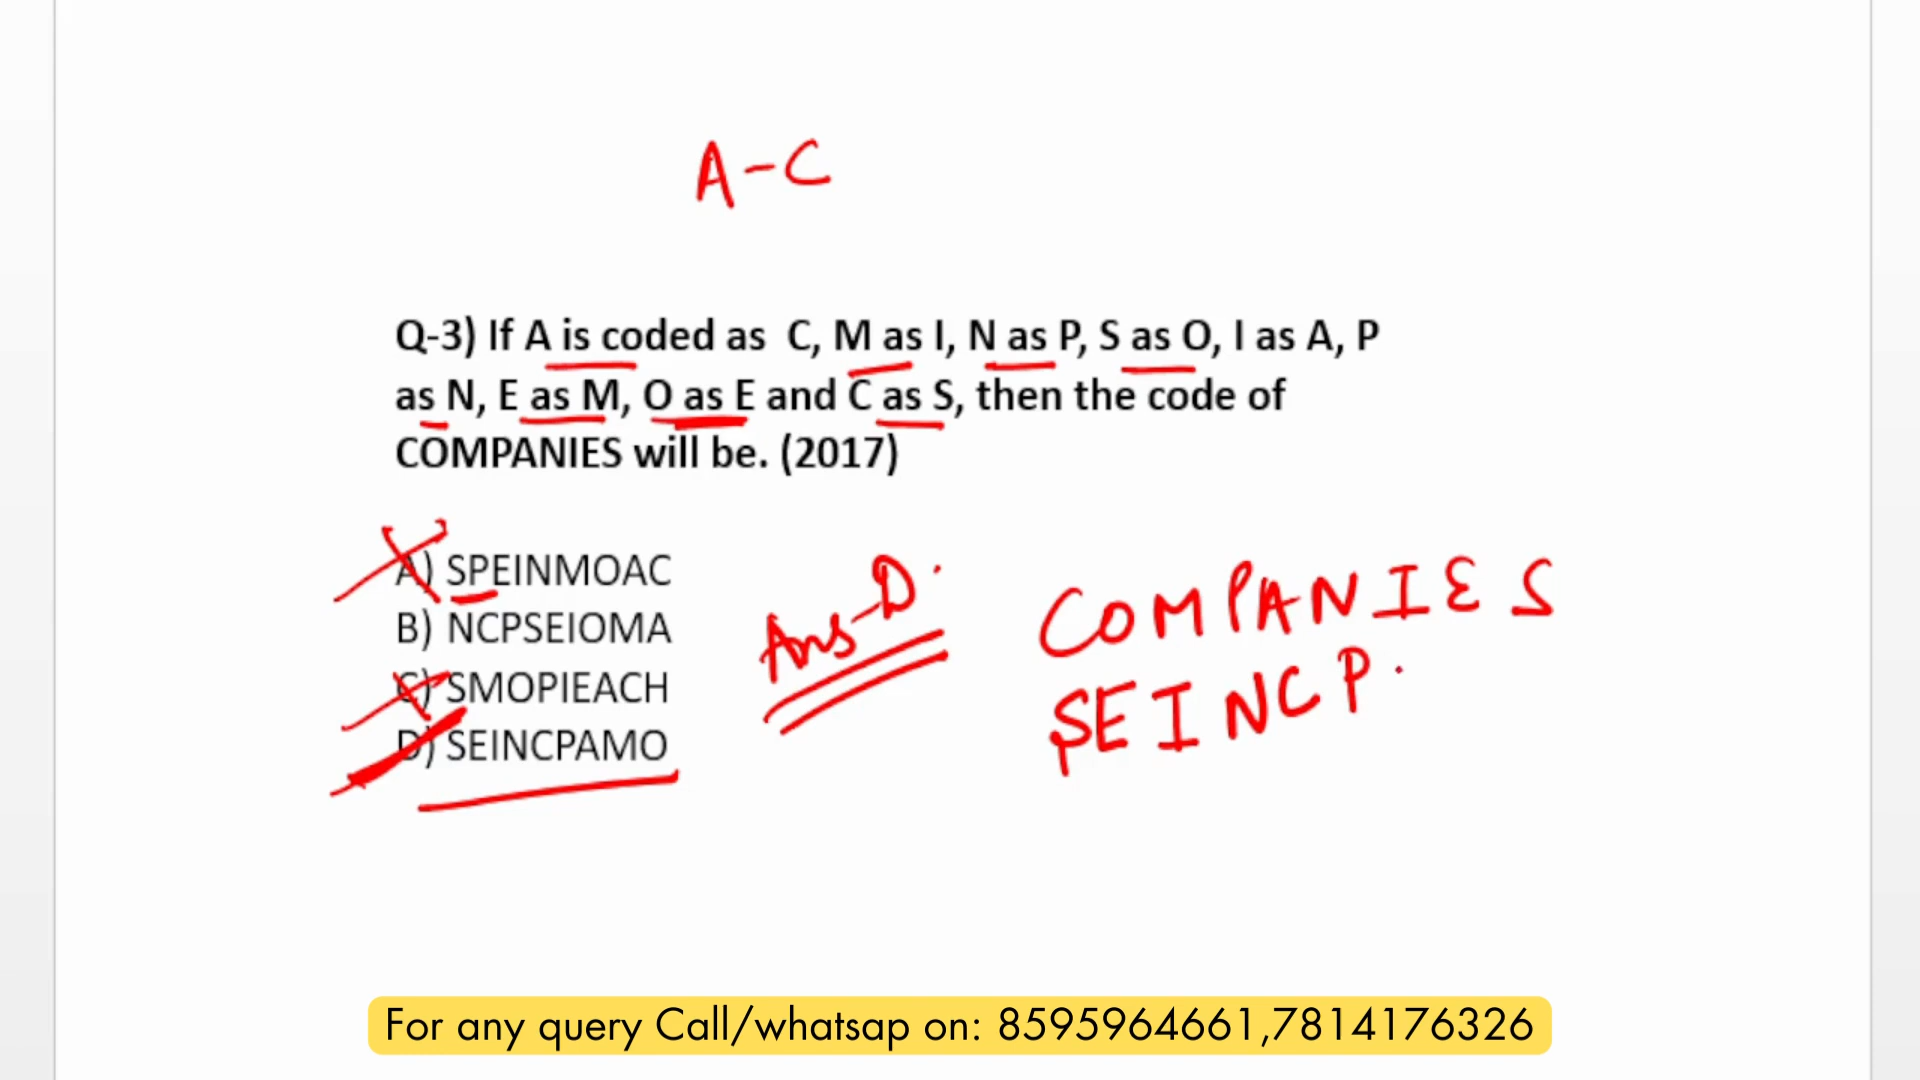 A-C
Q-3) If A is coded as C, M as I, N as P, S as O, I as A, P
as N, E as M, O as E and C as S, then the code of
COMPANIES will be. (2017)
A) SPEINMOAC
B) NCPSEIOMA
C) SMOPIEACH
D) SEINCPAMO
Ans-D.
COMPANIES
SEINCP.
For any query Call/whatsap on: 8595964661,7814176326